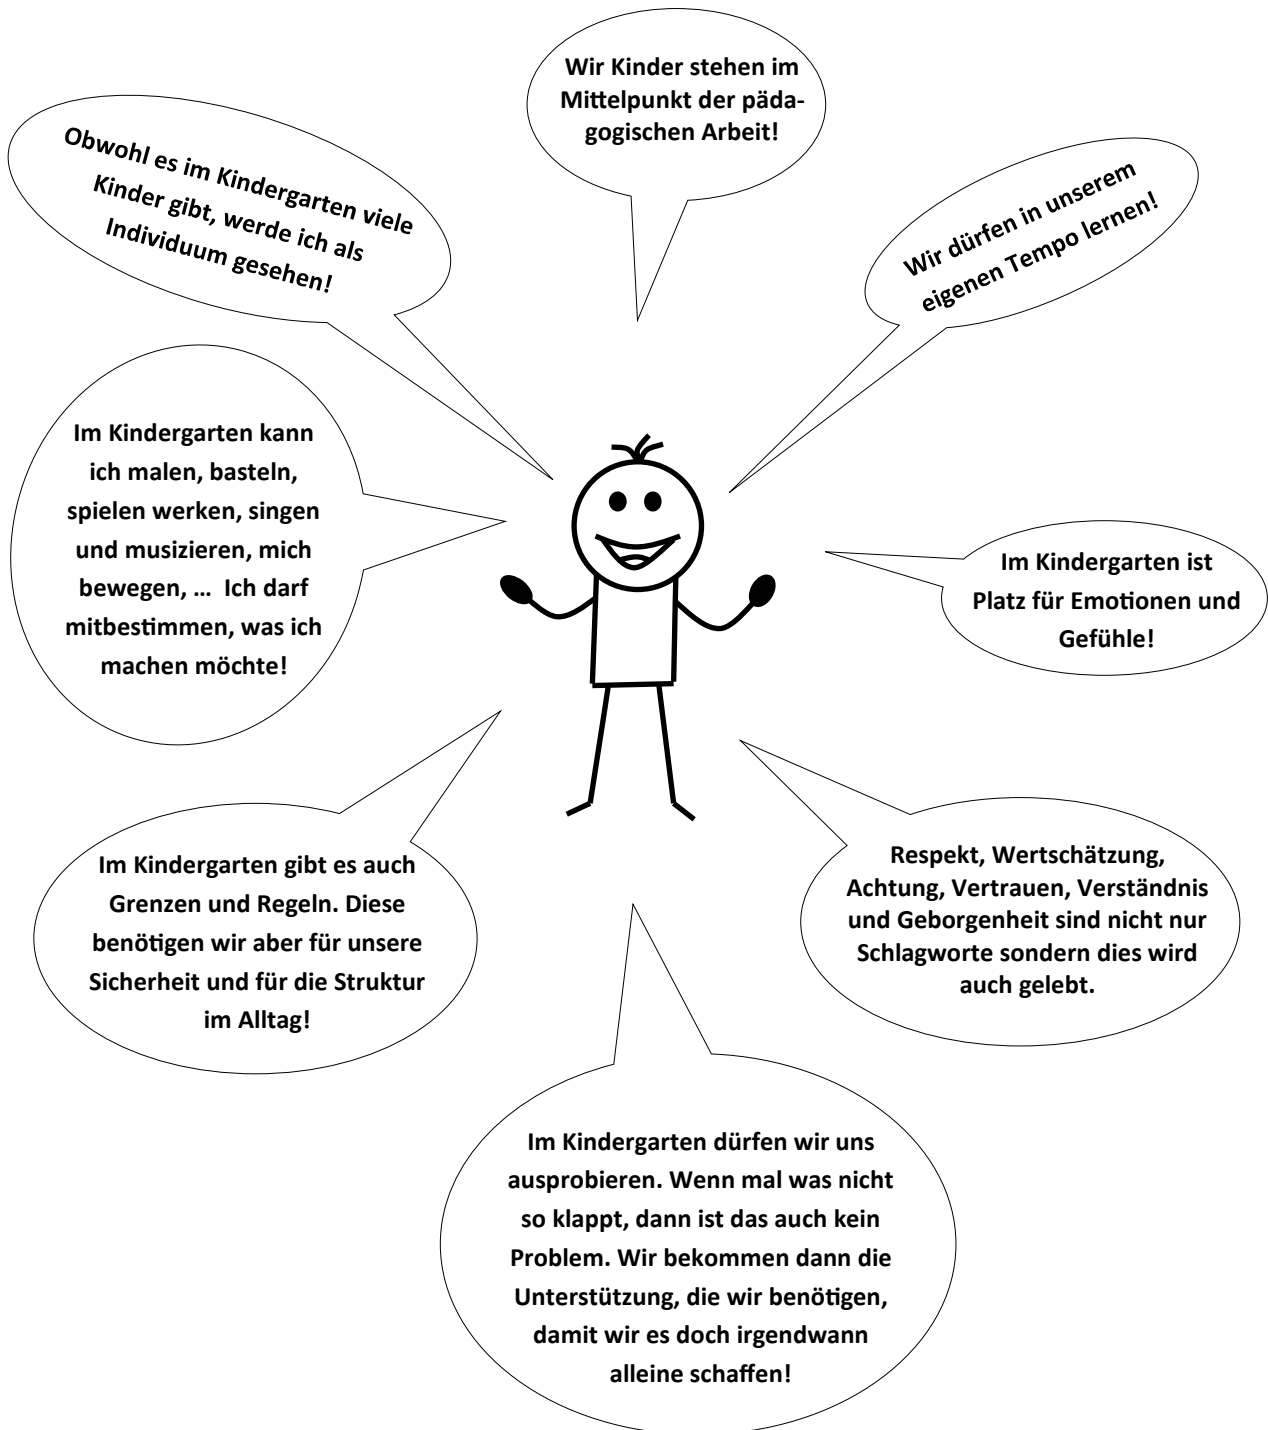 Wir Kinder stehen im
Mittelpunkt der päda-
gogischen Arbeit!
Obwohl es im Kindergarten viele
Kinder gibt, werde ich als
Individuum gesehen!
Wir dürfen in unserem
eigenen Tempo lernen!
Im Kindergarten kann
ich malen, basteln,
spielen werken, singen
und musizieren, mich
bewegen, … Ich darf
mitbestimmen, was ich
machen möchte!
Im Kindergarten ist
Platz für Emotionen und
Gefühle!
Im Kindergarten gibt es auch
Grenzen und Regeln. Diese
benötigen wir aber für unsere
Sicherheit und für die Struktur
im Alltag!
Respekt, Wertschätzung,
Achtung, Vertrauen, Verständnis
und Geborgenheit sind nicht nur
Schlagworte sondern dies wird
auch gelebt.
Im Kindergarten dürfen wir uns
ausprobieren. Wenn mal was nicht
so klappt, dann ist das auch kein
Problem. Wir bekommen dann die
Unterstützung, die wir benötigen,
damit wir es doch irgendwann
alleine schaffen!